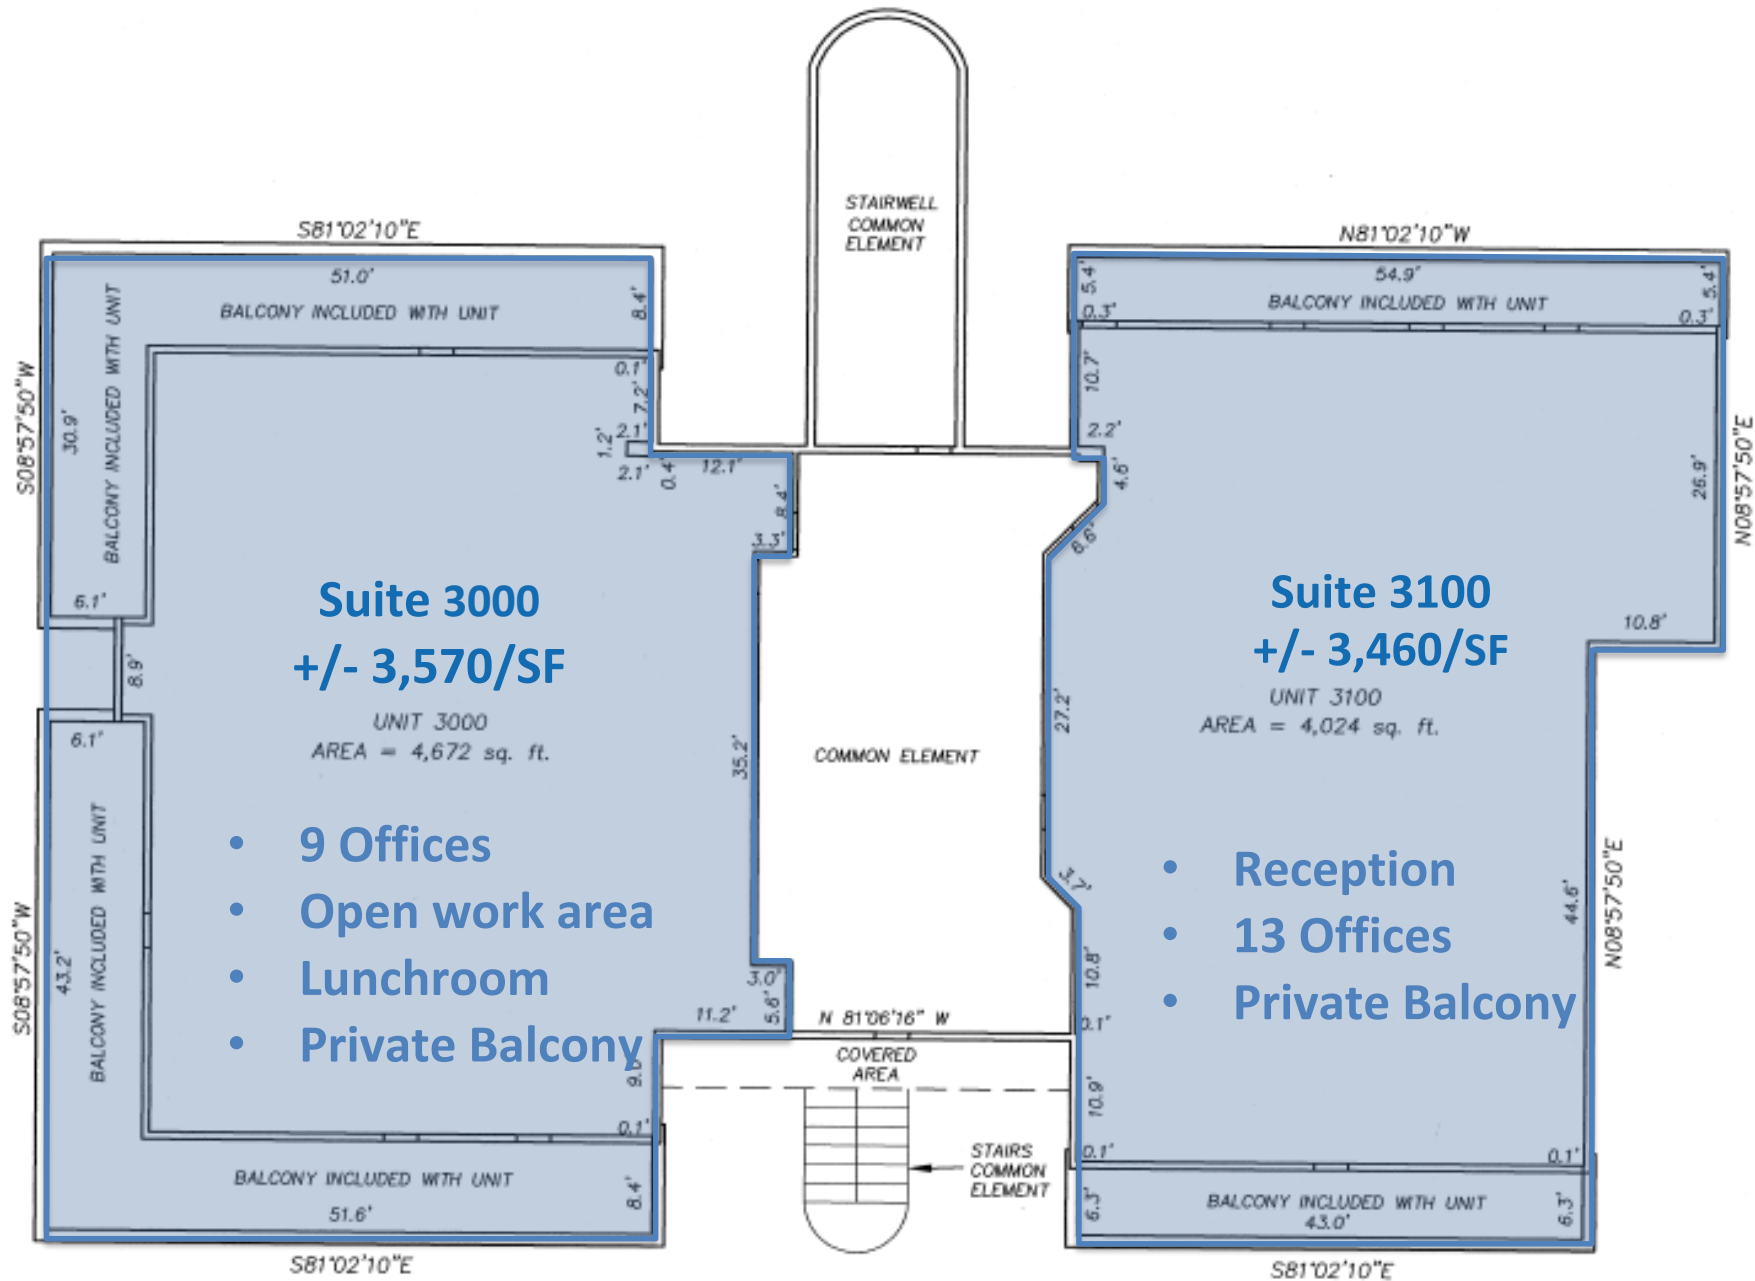 STAIRWELL
COMMON
ELEMENT
S81°02'10"E
51.0'
BALCONY INCLUDED WITH UNIT
8.4'
BALCONY INCLUDED WITH UNIT
30.9'
S08°57'50"W
0.1'
7.2'
1.2'
2.1'
2.1'
0.4'
12.1'
8.4'
3.3'
6.1'
8.9'
6.1'
Suite 3000
+/- 3,570/SF
UNIT 3000
AREA = 4,672 sq. ft.
35.2'
• 9 Offices
• Open work area
• Lunchroom
• Private Balcony
BALCONY INCLUDED WITH UNIT
43.2'
S08°57'50"W
3.0'
5.6'
11.2'
0.1'
BALCONY INCLUDED WITH UNIT
8.4'
51.6'
S81°02'10"E
COMMON ELEMENT
N 81°06'16" W
COVERED
AREA
STAIRS
COMMON
ELEMENT
N81°02'10"W
5.4'
54.9'
5.4'
BALCONY INCLUDED WITH UNIT
0.3'
0.3'
10.7'
2.2'
4.6'
6.6'
26.9'
N08°57'50"E
10.8'
Suite 3100
+/- 3,460/SF
UNIT 3100
AREA = 4,024 sq. ft.
27.2'
• Reception
• 13 Offices
• Private Balcony
3.7'
44.6'
N08°57'50"E
10.8'
0.1'
10.9'
0.1'
0.1'
6.3'
BALCONY INCLUDED WITH UNIT
6.3'
43.0'
S81°02'10"E